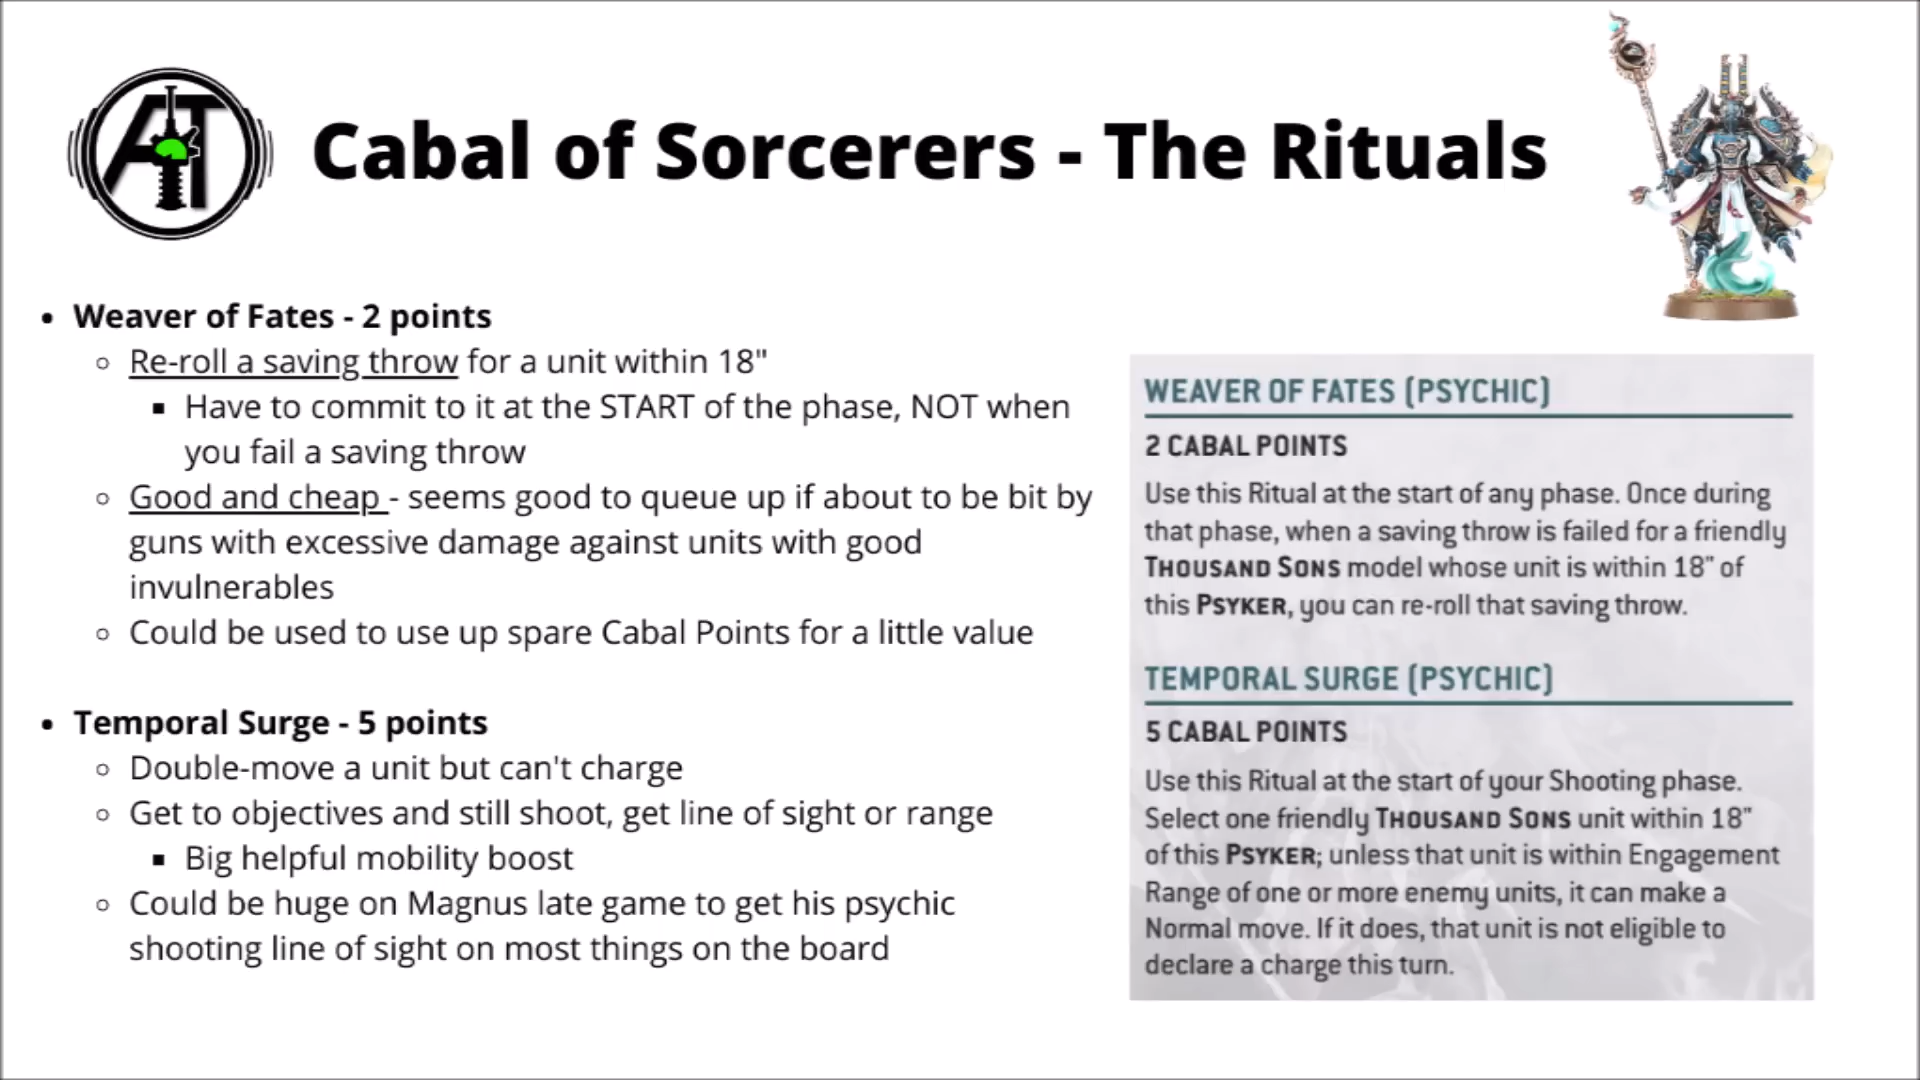 AT
Cabal of Sorcerers - The Rituals
• Weaver of Fates - 2 points
○ Re-roll a saving throw for a unit within 18"
▪ Have to commit to it at the START of the phase, NOT when
you fail a saving throw
○ Good and cheap - seems good to queue up if about to be bit by
guns with excessive damage against units with good
invulnerables
○ Could be used to use up spare Cabal Points for a little value
• Temporal Surge - 5 points
○ Double-move a unit but can't charge
○ Get to objectives and still shoot, get line of sight or range
▪ Big helpful mobility boost
○ Could be huge on Magnus late game to get his psychic
shooting line of sight on most things on the board
WEAVER OF FATES (PSYCHIC)
2 CABAL POINTS
Use this Ritual at the start of any phase. Once during
that phase, when a saving throw is failed for a friendly
THOUSAND SONS model whose unit is within 18" of
this PSYKER, you can re-roll that saving throw.
TEMPORAL SURGE (PSYCHIC)
5 CABAL POINTS
Use this Ritual at the start of your Shooting phase.
Select one friendly THOUSAND SONS unit within 18"
of this PSYKER; unless that unit is within Engagement
Range of one or more enemy units, it can make a
Normal move. If it does, that unit is not eligible to
declare a charge this turn.